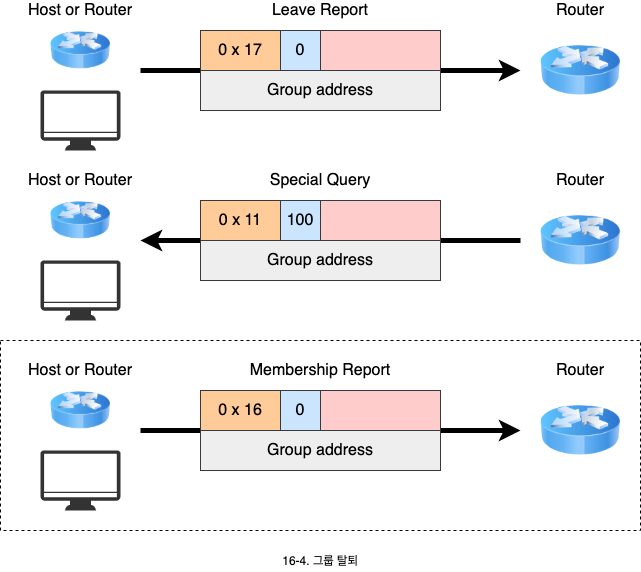 Host or Router Leave Report Router
0 x 17 0
Group address
Host or Router Special Query Router
0 x 11 100
Group address
Host or Router Membership Report Router
0 x 16 0
Group address
16-4. 그룹 탈퇴